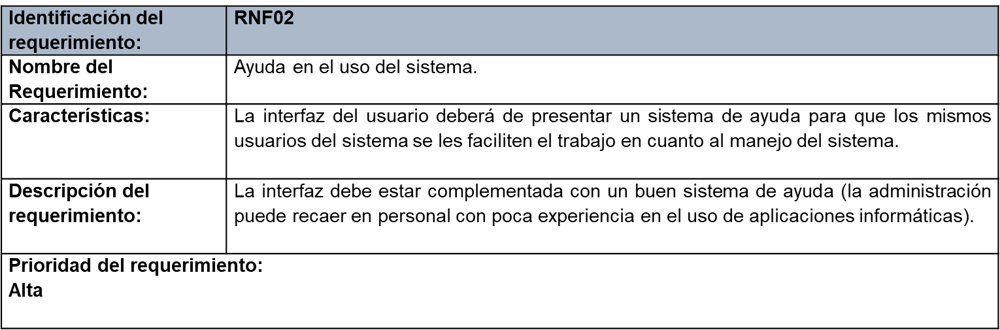 Identificación del
requerimiento:
RNF02
Nombre del
Requerimiento:
Ayuda en el uso del sistema.
Características:
La interfaz del usuario deberá de presentar un sistema de ayuda para que los mismos
usuarios del sistema se les faciliten el trabajo en cuanto al manejo del sistema.
Descripción del
requerimiento:
La interfaz debe estar complementada con un buen sistema de ayuda (la administración
puede recaer en personal con poca experiencia en el uso de aplicaciones informáticas).
Prioridad del requerimiento:
Alta